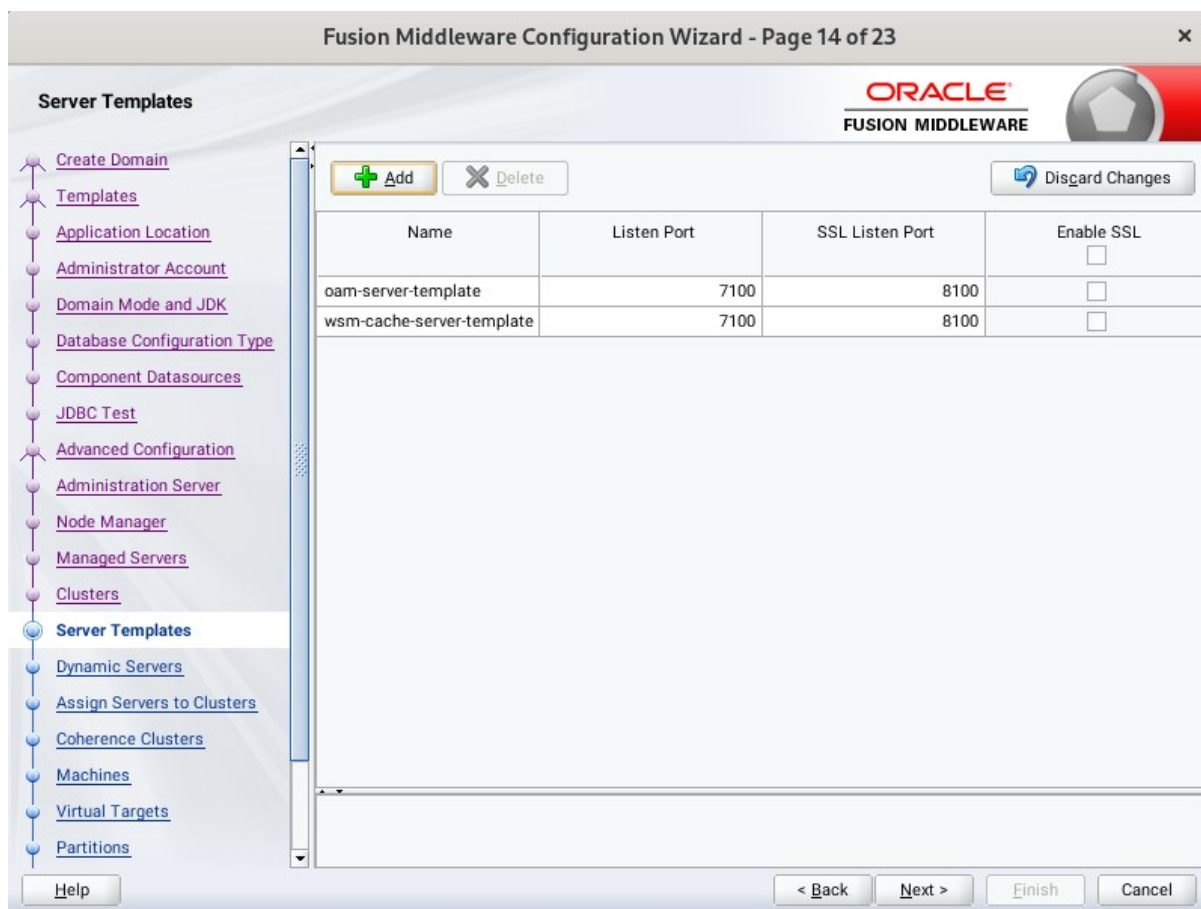 Fusion Middleware Configuration Wizard - Page 14 of 23
Server Templates
ORACLE
FUSION MIDDLEWARE
Create Domain
Templates
Application Location
Administrator Account
Domain Mode and JDK
Database Configuration Type
Component Datasources
JDBC Test
Advanced Configuration
Administration Server
Node Manager
Managed Servers
Clusters
Server Templates
Dynamic Servers
Assign Servers to Clusters
Coherence Clusters
Machines
Virtual Targets
Partitions
Add Delete Discard Changes
Name Listen Port SSL Listen Port Enable SSL
oam-server-template 7100 8100
wsm-cache-server-template 7100 8100
Help < Back Next > Finish Cancel